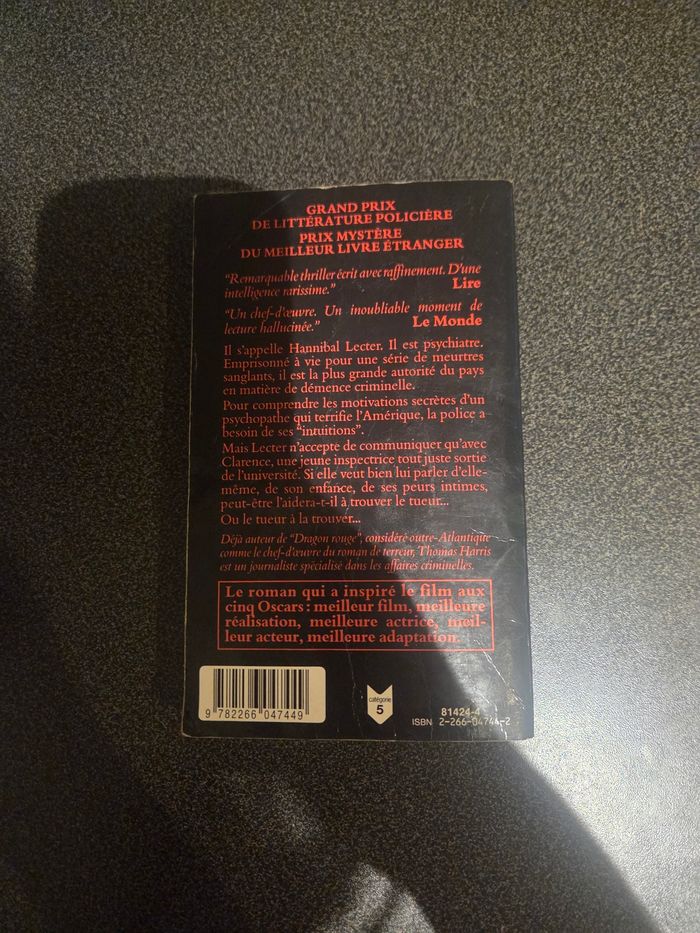 GRAND PRIX
DE LITTÉRATURE POLICIÈRE
PRIX MYSTÈRE
DU MEILLEUR LIVRE ÉTRANGER
“Remarquable thriller écrit avec raffinement. D'une
intelligence rarissime.” Lire
“Un chef-d'œuvre. Un inoubliable moment de
lecture hallucinée.” Le Monde
Il s'appelle Hannibal Lecter. Il est psychiatre.
Emprisonné à vie pour une série de meurtres
sanglants, il est la plus grande autorité du pays
en matière de démence criminelle.
Pour comprendre les motivations secrètes d'un
psychopathe qui terrifie l'Amérique, la police a
besoin de ses “intuitions”.
Mais Lecter n'accepte de communiquer qu'avec
Clarence, une jeune inspectrice tout juste sortie
de l'université. Si elle veut bien lui parler d'elle-
même, de son enfance, de ses peurs intimes,
peut-être l'aidera-t-il à trouver le tueur...
Ou le tueur à la trouver...
Déjà auteur de “Dragon rouge”, considéré outre-Atlantique
comme le chef-d'œuvre du roman de terreur, Thomas Harris
est un journaliste spécialisé dans les affaires criminelles.
Le roman qui a inspiré le film aux
cinq Oscars : meilleur film, meilleure
réalisation, meilleure actrice, meil-
leur acteur, meilleure adaptation.
9 782266 047449
catégorie
5
81424-4
ISBN 2-266-04744-2